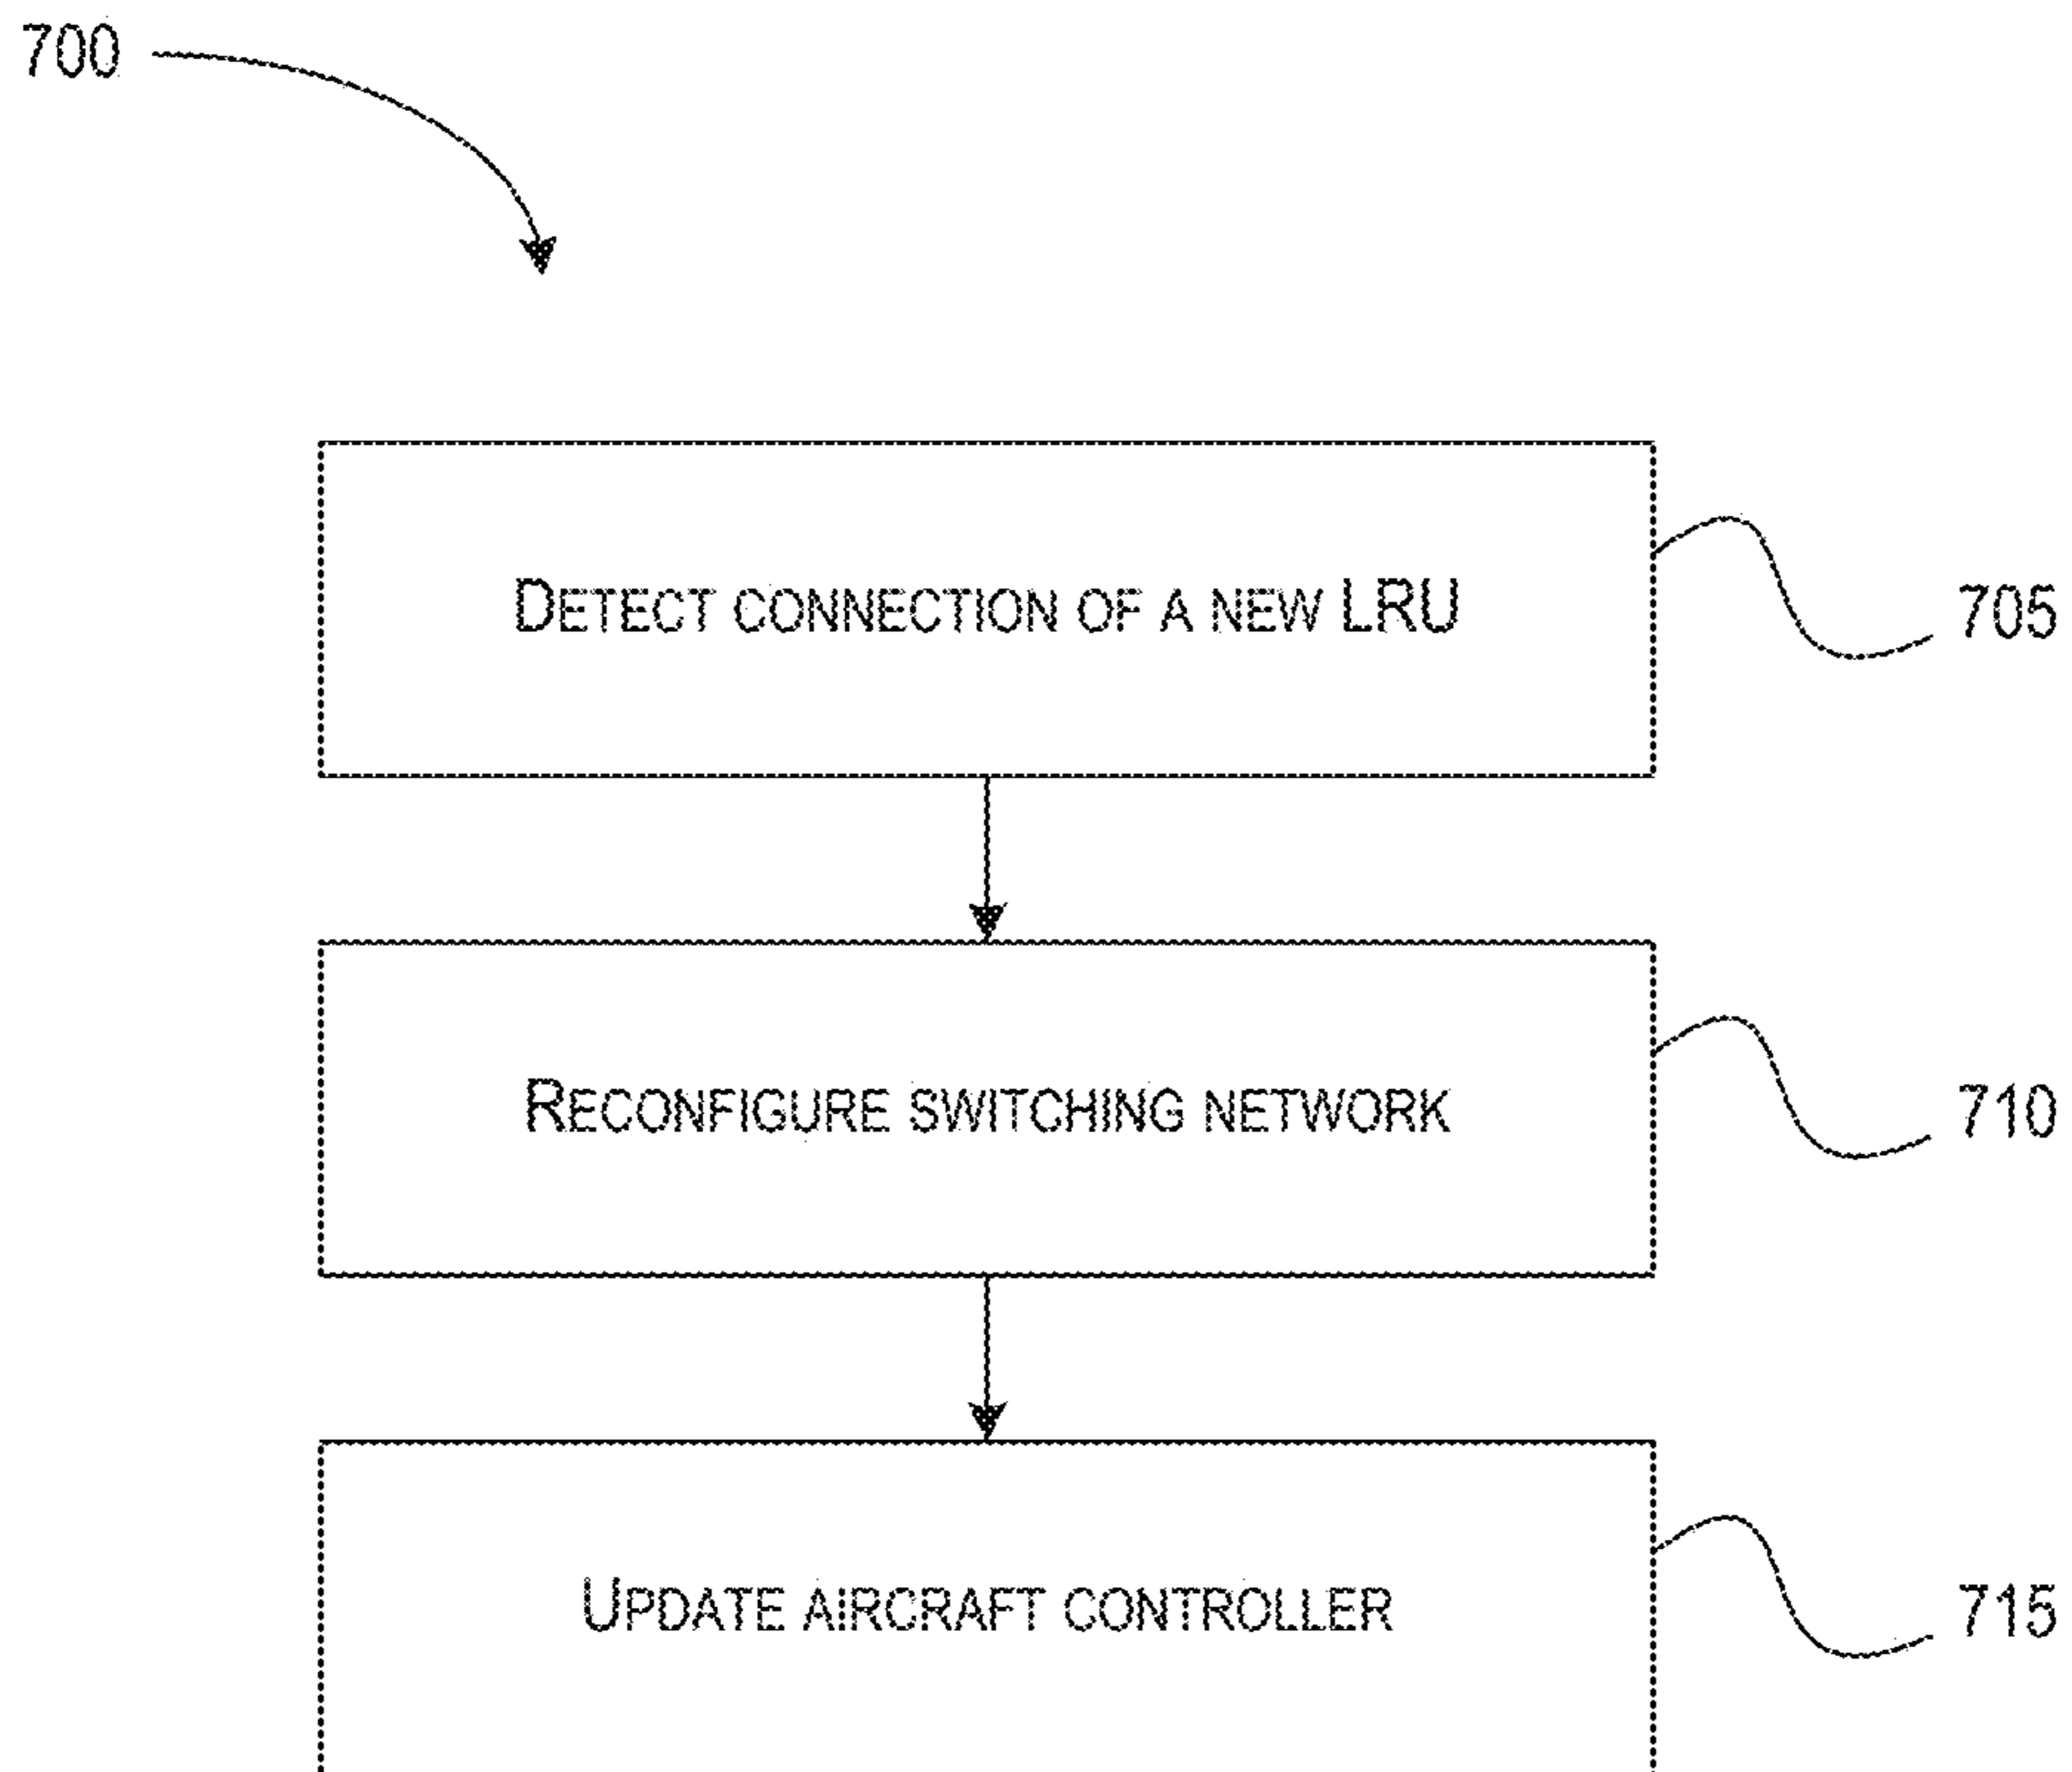 700
DETECT CONNECTION OF A NEW LRU
705
RECONFIGURE SWITCHING NETWORK
710
UPDATE AIRCRAFT CONTROLLER
715